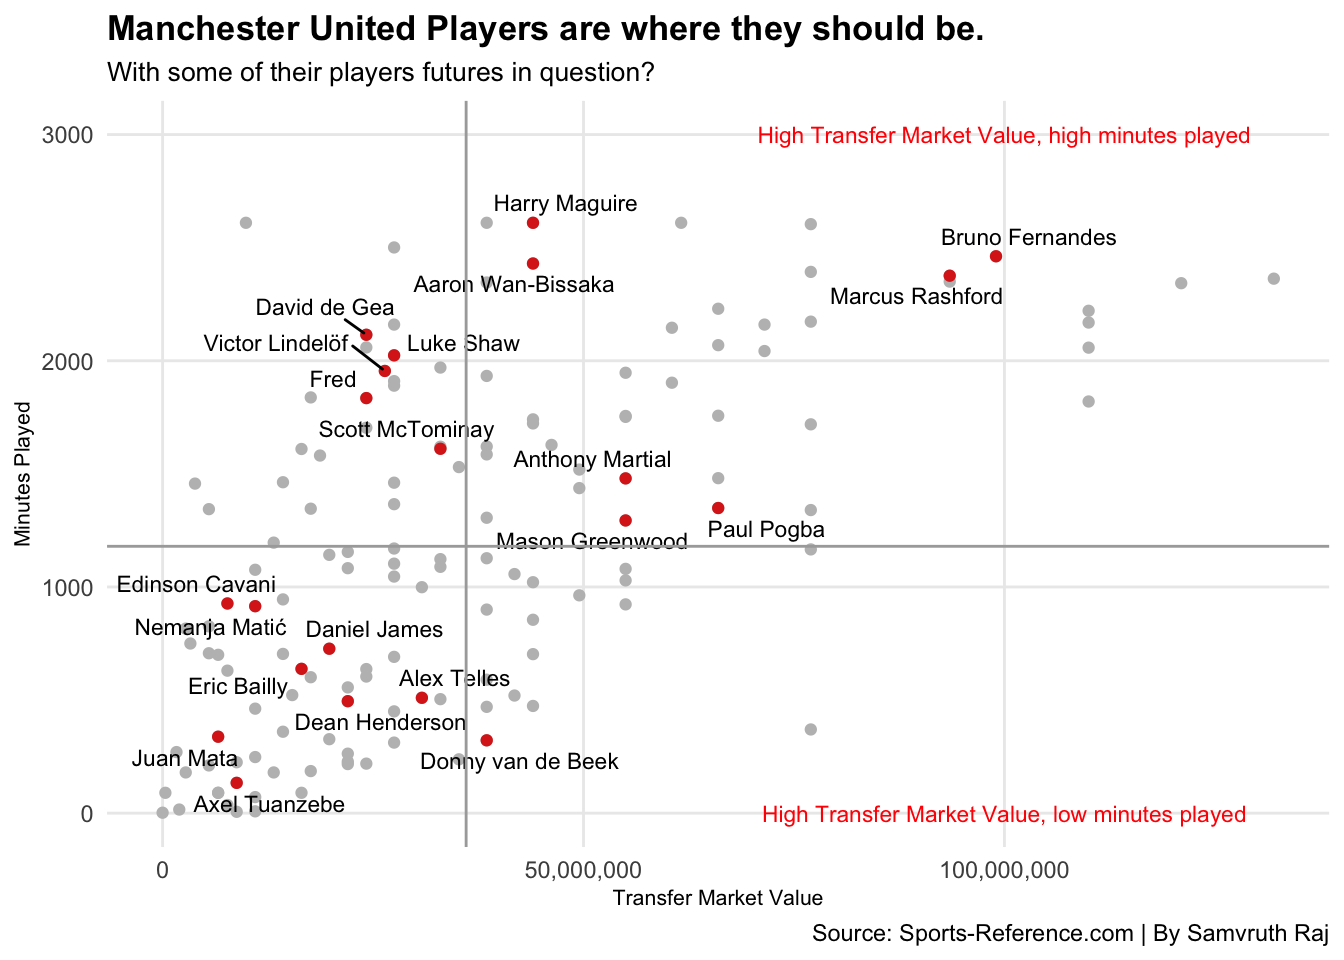 Manchester United Players are where they should be.
With some of their players futures in question?
3000
High Transfer Market Value, high minutes played
Harry Maguire
Bruno Fernandes
Aaron Wan-Bissaka
Marcus Rashford
David de Gea
Victor Lindelöf
Luke Shaw
2000
Fred
Scott McTominay
Anthony Martial
Paul Pogba
Mason Greenwood
Minutes Played
1000
Edinson Cavani
Nemanja Matić
Daniel James
Eric Bailly
Alex Telles
Dean Henderson
Juan Mata
Donny van de Beek
Axel Tuanzebe
0
High Transfer Market Value, low minutes played
0
50,000,000
100,000,000
Transfer Market Value
Source: Sports-Reference.com | By Samvruth Raj